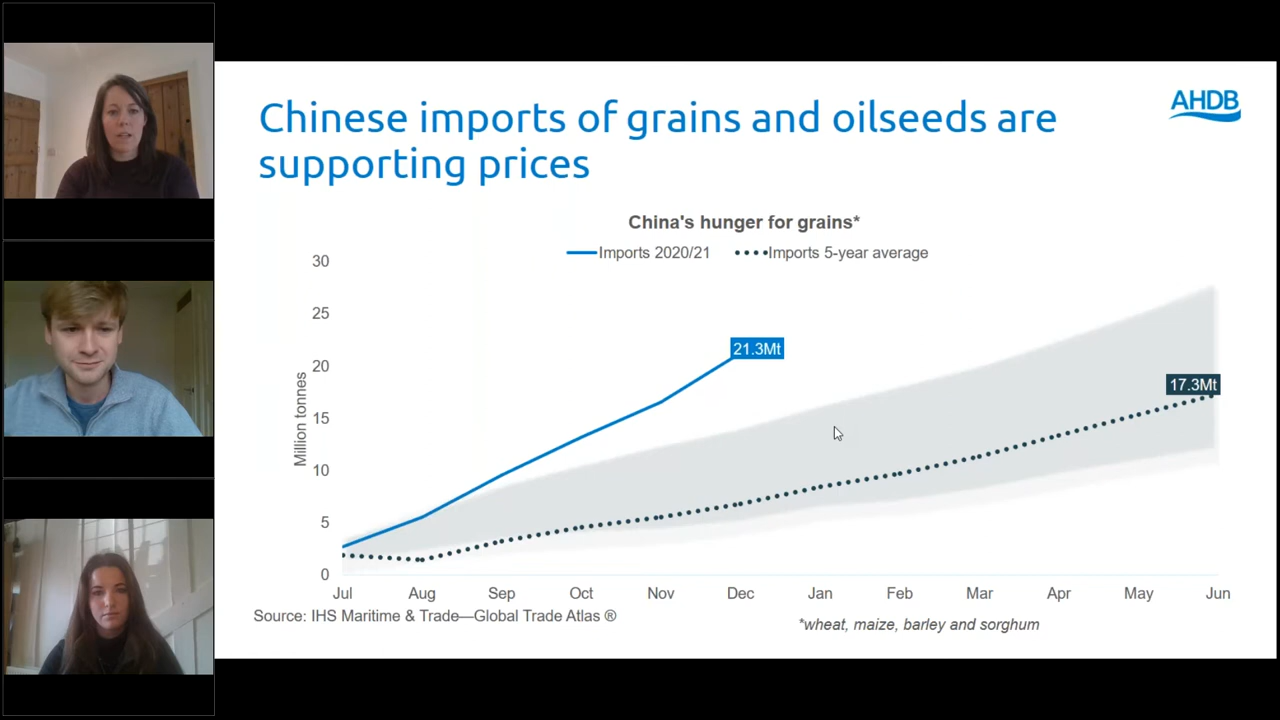 Chinese imports of grains and oilseeds are
supporting prices
AHDB
China's hunger for grains*
Imports 2020/21
Imports 5-year average
Million tonnes
30
25
20
15
10
5
0
21.3Mt
17.3Mt
Jul Aug Sep Oct Nov Dec Jan Feb Mar Apr May Jun
Source: IHS Maritime & Trade—Global Trade Atlas ®
*wheat, maize, barley and sorghum